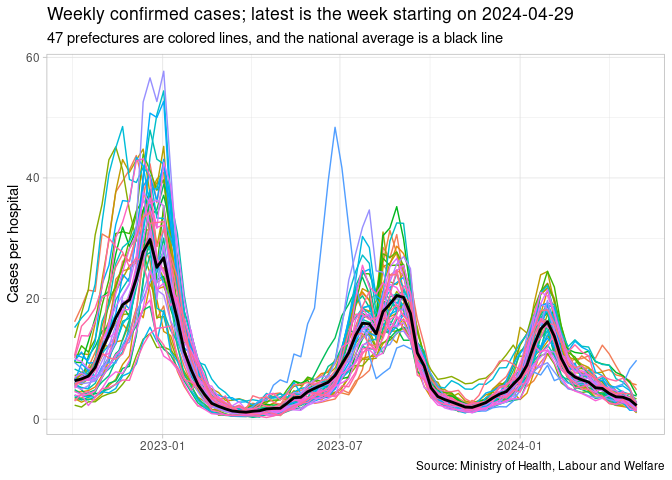 Weekly confirmed cases; latest is the week starting on 2024-04-29
47 prefectures are colored lines, and the national average is a black line
Cases per hospital
60
40
20
0
2023-01
2023-07
2024-01
Source: Ministry of Health, Labour and Welfare